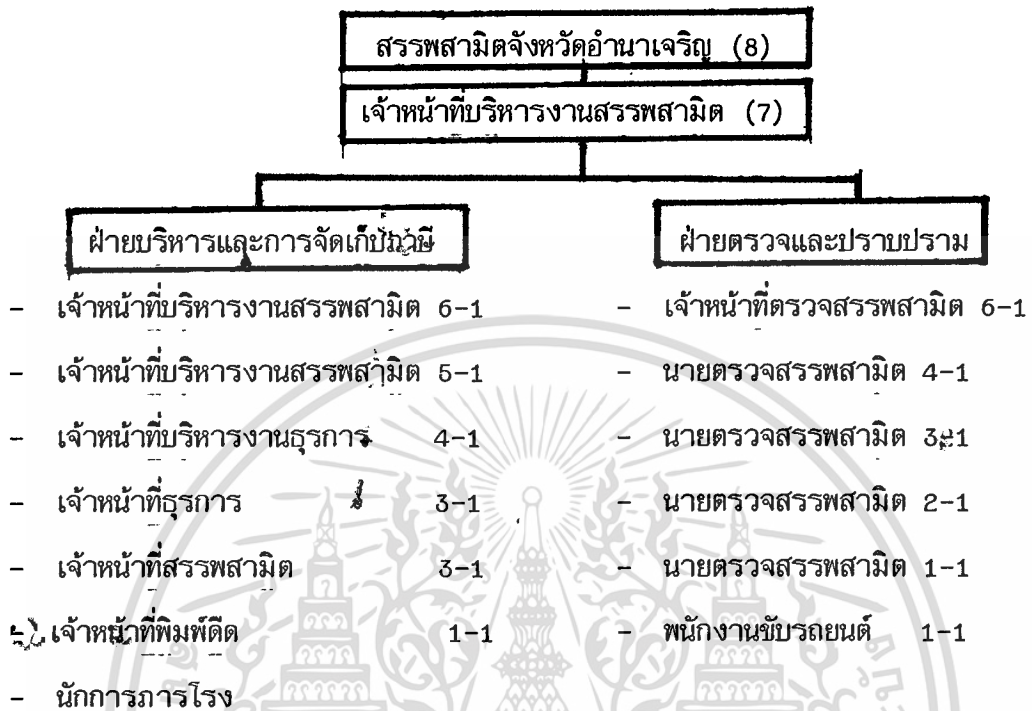 สรรพสามิตจังหวัดอำนาเจริญ (8)
เจ้าหน้าที่บริหารงานสรรพสามิต (7)
ฝ่ายบริหารและการจัดเก็บภาษี
- เจ้าหน้าที่บริหารงานสรรพสามิต 6-1
- เจ้าหน้าที่บริหารงานสรรพสามิต 5-1
- เจ้าหน้าที่บริหารงานธุรการ 4-1
- เจ้าหน้าที่ธุรการ 3-1
- เจ้าหน้าที่สรรพสามิต 3-1
- เจ้าหน้าที่พิมพ์ดีด 1-1
- นักการภารโรง
ฝ่ายตรวจและปราบปราม
- เจ้าหน้าที่ตรวจสรรพสามิต 6-1
- นายตรวจสรรพสามิต 4-1
- นายตรวจสรรพสามิต 3-1
- นายตรวจสรรพสามิต 2-1
- นายตรวจสรรพสามิต 1-1
- พนักงานขับรถยนต์ 1-1